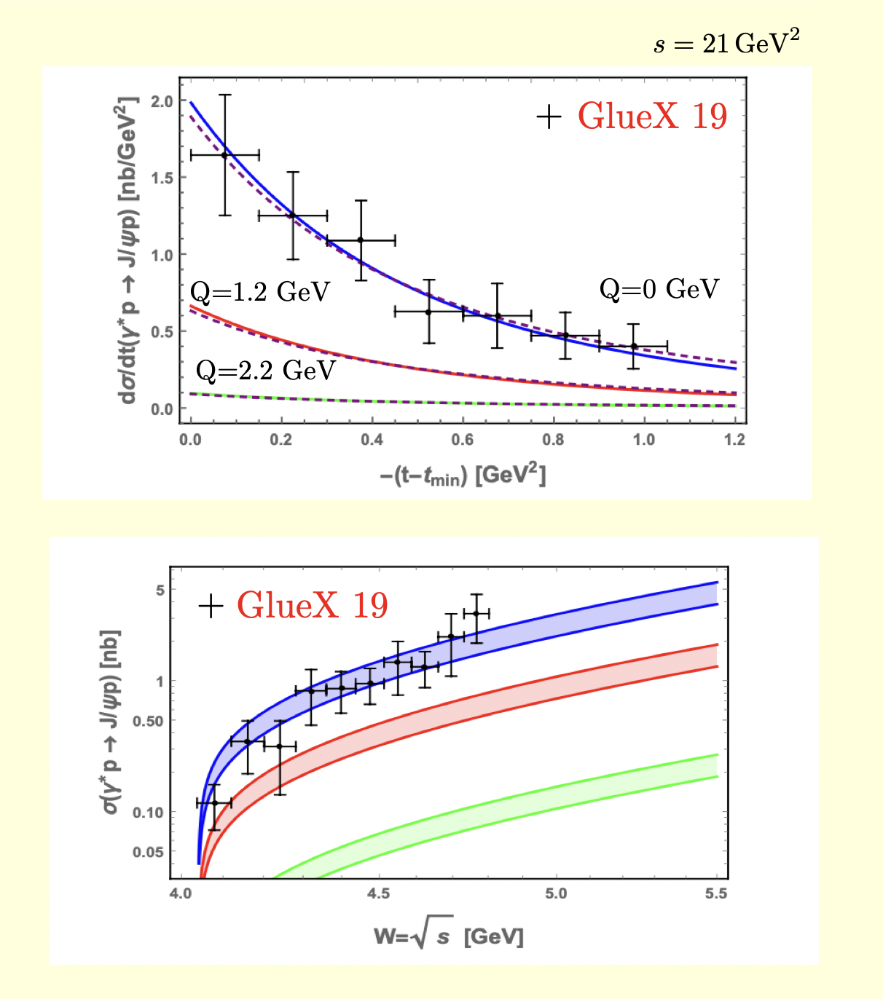 s = 21 GeV²
+ GlueX 19
dσ/dt(γ*p → J/ψp) [nb/GeV²]
2.0
1.5
1.0
0.5
0.0
Q=1.2 GeV
Q=0 GeV
Q=2.2 GeV
0.0 0.2 0.4 0.6 0.8 1.0 1.2
−(t−t_min) [GeV²]
+ GlueX 19
σ(γ*p → J/ψp) [nb]
5
1
0.50
0.10
0.05
4.0 4.5 5.0 5.5
W=√s [GeV]